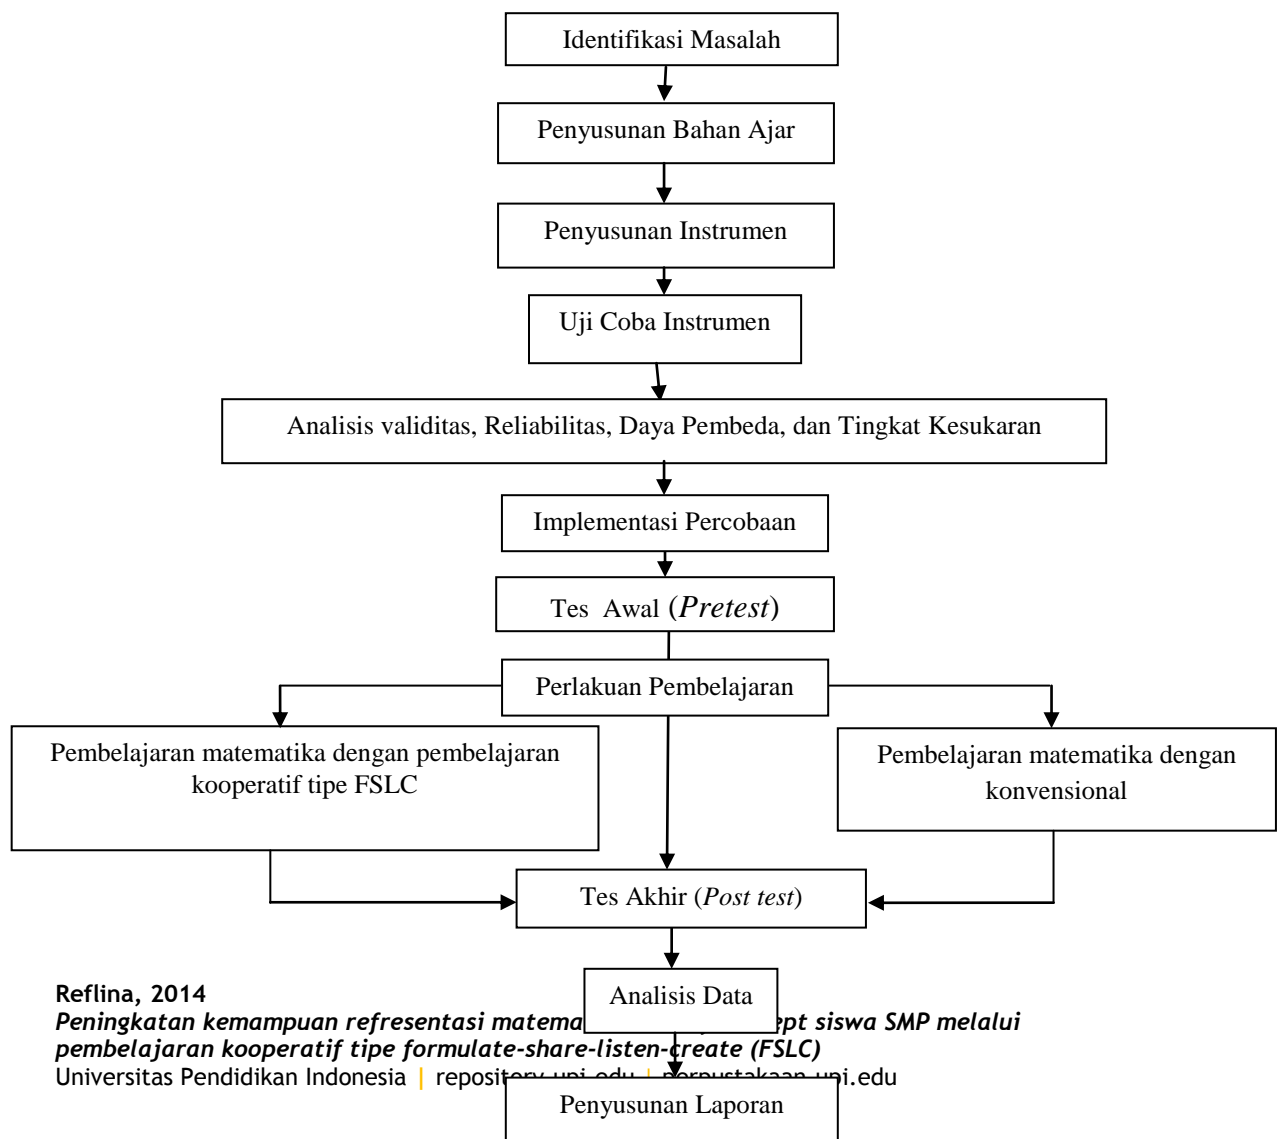 Identifikasi Masalah
Penyusunan Bahan Ajar
Penyusunan Instrumen
Uji Coba Instrumen
Analisis validitas, Reliabilitas, Daya Pembeda, dan Tingkat Kesukaran
Implementasi Percobaan
Tes Awal (Pretest)
Perlakuan Pembelajaran
Pembelajaran matematika dengan pembelajaran
kooperatif tipe FSLC
Pembelajaran matematika dengan
konvensional
Tes Akhir (Post test)
Analisis Data
Reflina, 2014
Peningkatan kemampuan refresentasi siswa SMP melalui
pembelajaran kooperatif tipe formulate-share-listen-create (FSLC)
Universitas Pendidikan Indonesia | repository.upi.edu | perpustakaan.upi.edu
Penyusunan Laporan